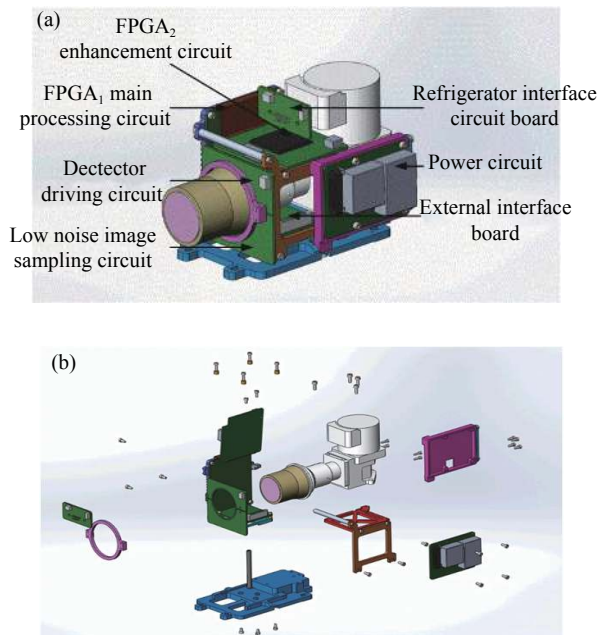 (a)
FPGA₂
enhancement circuit
FPGA₁ main
processing circuit
Refrigerator interface
circuit board
Dectector
driving circuit
Power circuit
External interface
board
Low noise image
sampling circuit
(b)